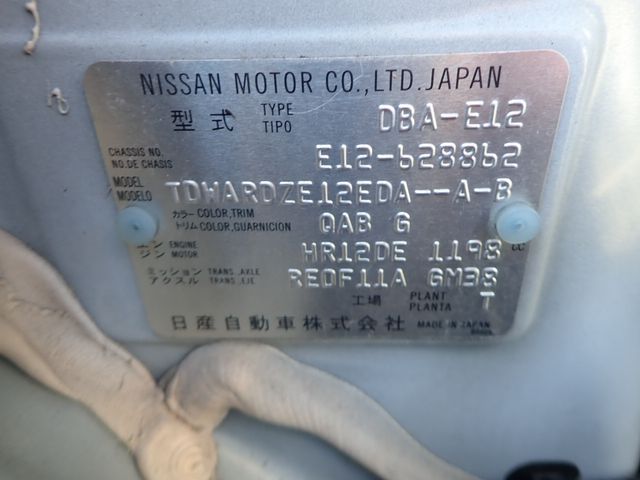 NISSAN MOTOR CO.,LTD.JAPAN
型式 TYPE TIPO DBA-E12
CHASSIS NO. NO.DE CHASIS E12-628862
MODEL MODELO TDWARDZE12EDA--A-B
カラー COLOR,TRIM トリム COLOR,GUARNICION QAB G
エンジン ENGINE MOTOR HR12DE 1198 CC
ミッション TRANS.,AXLE アクスル TRANS.,EJE RE0F11A GM38
工場 PLANT PLANTA T
日産自動車株式会社 MADE IN JAPAN